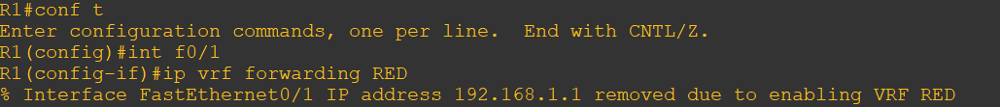 R1#conf t
Enter configuration commands, one per line.  End with CNTL/Z.
R1(config)#int f0/1
R1(config-if)#ip vrf forwarding RED
% Interface FastEthernet0/1 IP address 192.168.1.1 removed due to enabling VRF RED